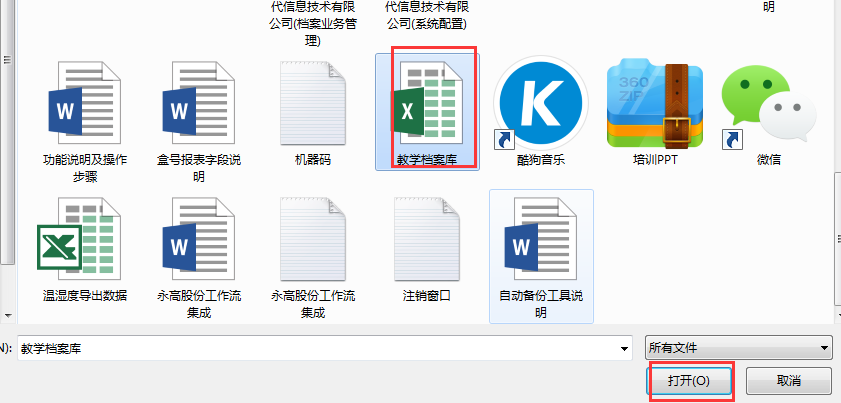 代信息技术有限
公司(档案业务管
理)
代信息技术有限
公司(系统配置)
明
功能说明及操作
步骤
盒号报表字段说
明
机器码
教学档案库
酷狗音乐
360
ZIP
培训PPT
微信
温湿度导出数据
永高股份工作流
集成
永高股份工作流
集成
注销窗口
自动备份工具说
明
N):
教学档案库
所有文件
打开(O)
取消